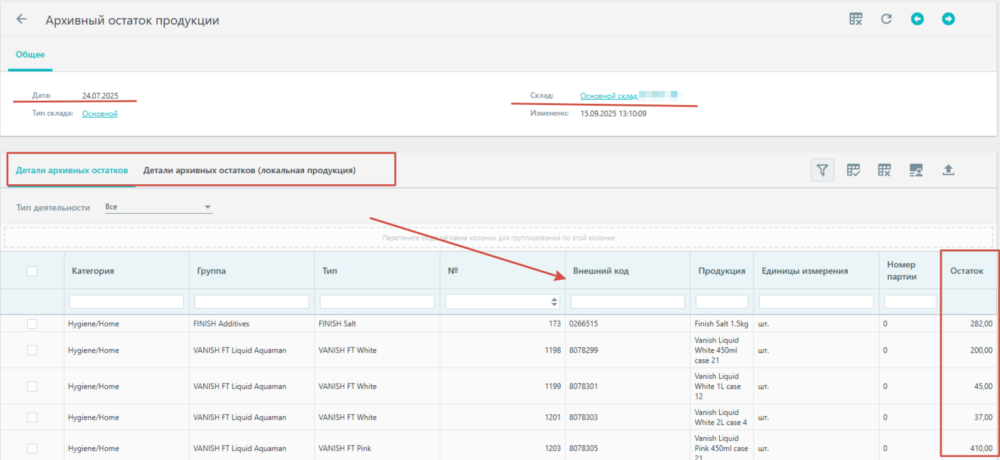 Архивный остаток продукции
Общее
Дата: 24.07.2025 Склад: Основной склад
Тип склада: Основной Изменено: 15.09.2025 13:10:09
Детали архивных остатков Детали архивных остатков (локальная продукция)
Тип деятельности Все
Перетяните сюда заглавие колонки для группирования по этой колонке
Категория Группа Тип № Внешний код Продукция Единицы измерения Номер партии Остаток
Hygiene/Home FINISH Additives FINISH Salt 173 0266515 Finish Salt 1.5kg шт. 0 282,00
Hygiene/Home VANISH FT Liquid Aquaman VANISH FT White 1198 8078299 Vanish Liquid White 450ml case 21 шт. 0 200,00
Hygiene/Home VANISH FT Liquid Aquaman VANISH FT White 1199 8078301 Vanish Liquid White 1L case 12 шт. 0 45,00
Hygiene/Home VANISH FT Liquid Aquaman VANISH FT White 1201 8078303 Vanish Liquid White 2L case 4 шт. 0 37,00
Hygiene/Home VANISH FT Liquid Aquaman VANISH FT Pink 1203 8078305 Vanish Liquid Pink 450ml case 21 шт. 0 410,00